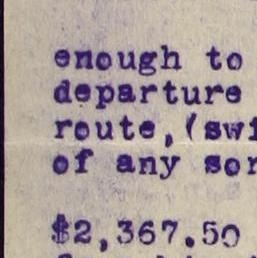 enough to
departure
route,(swi
of any sor
$2,367.50